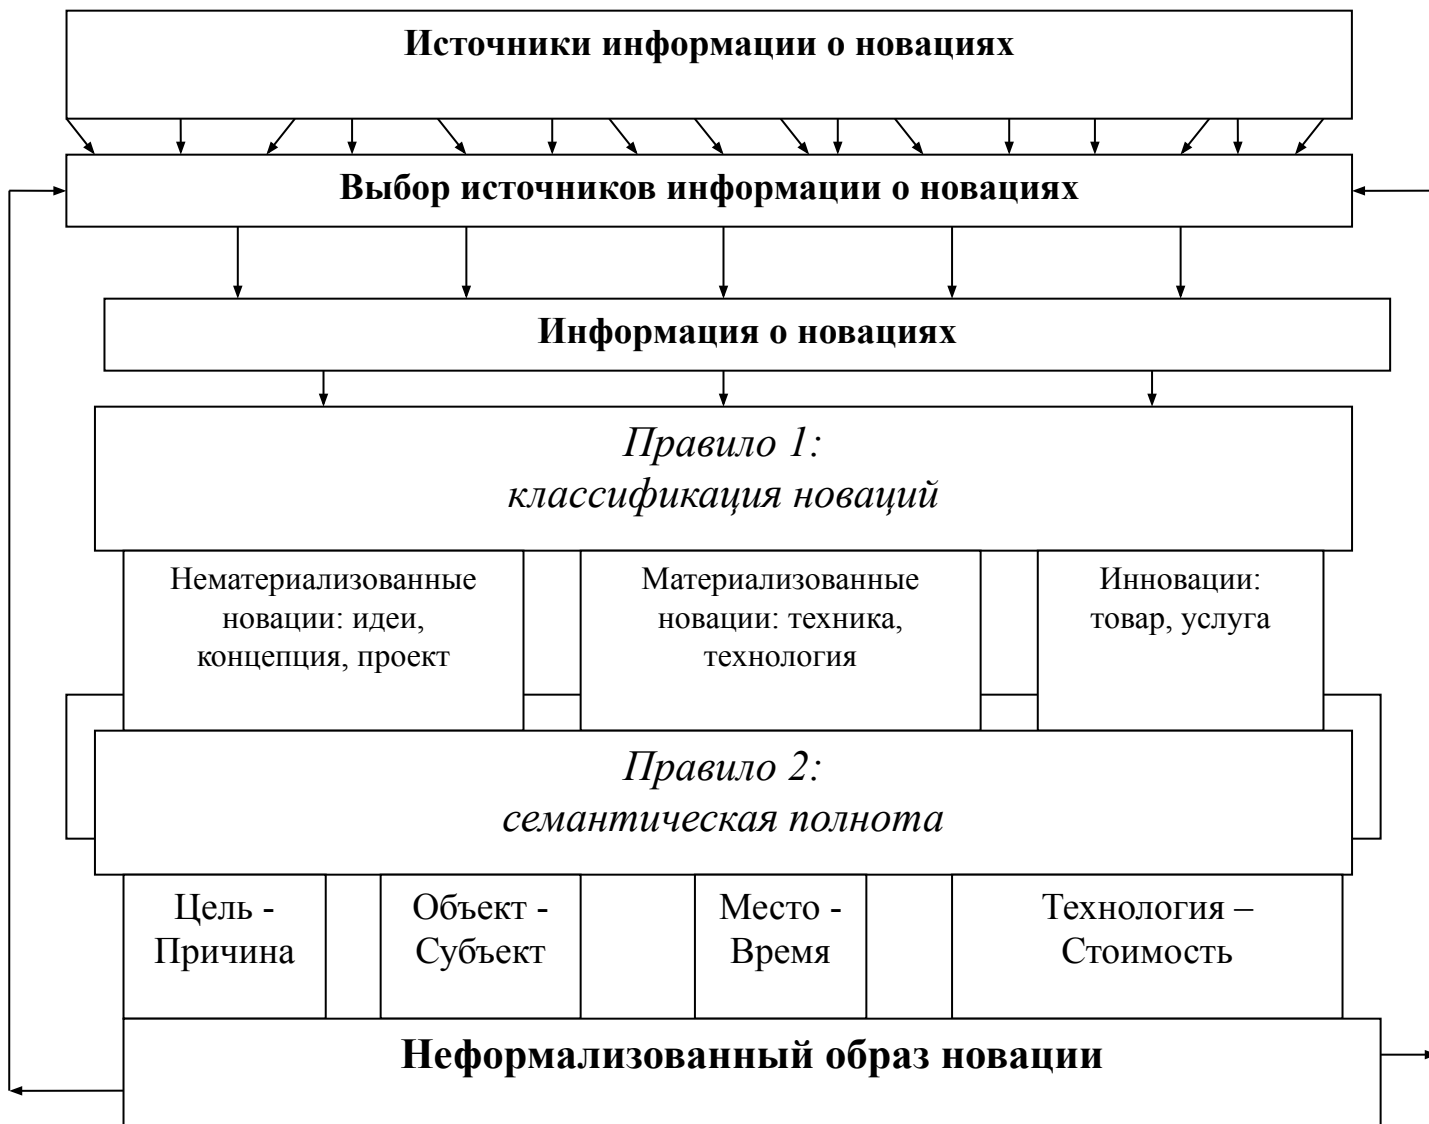 Источники информации о новациях
Выбор источников информации о новациях
Информация о новациях
Правило 1:
классификация новаций
Нематериализованные
новации: идеи,
концепция, проект
Материализованные
новации: техника,
технология
Инновации:
товар, услуга
Правило 2:
семантическая полнота
Цель -
Причина
Объект -
Субъект
Место -
Время
Технология –
Стоимость
Неформализованный образ новации